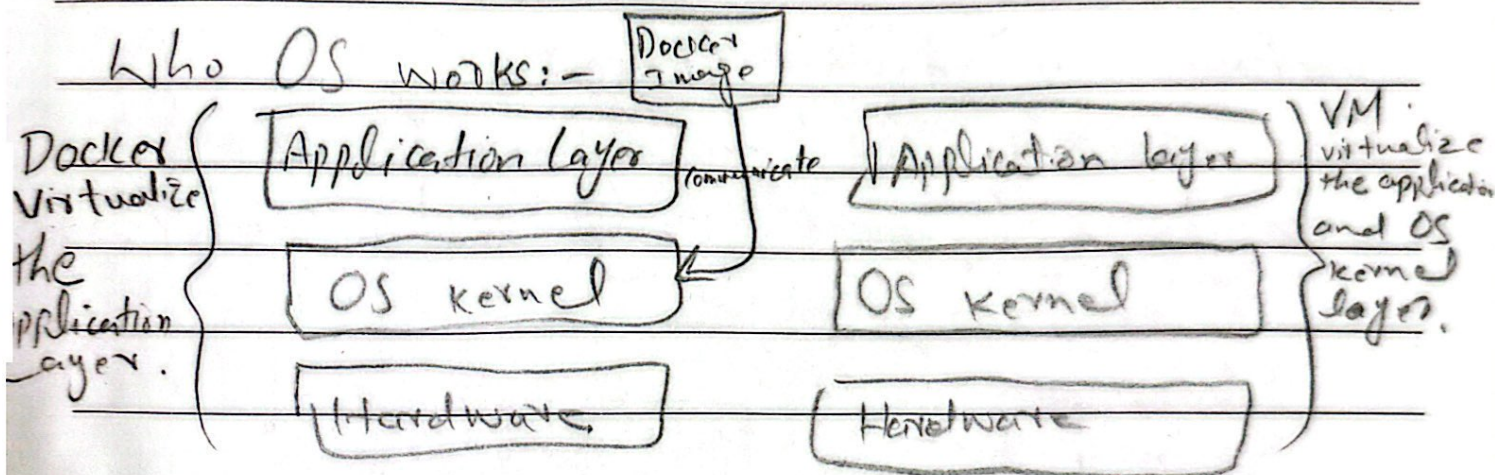 Who OS works:-
Docker
Image
Docker
Virtualize
the
pplication
Layer.
Application Layer
communicate
OS kernel
Hardware
Application layer
OS kernel
Hardware
VM
virtualize
the application
and OS
kernel
layer.